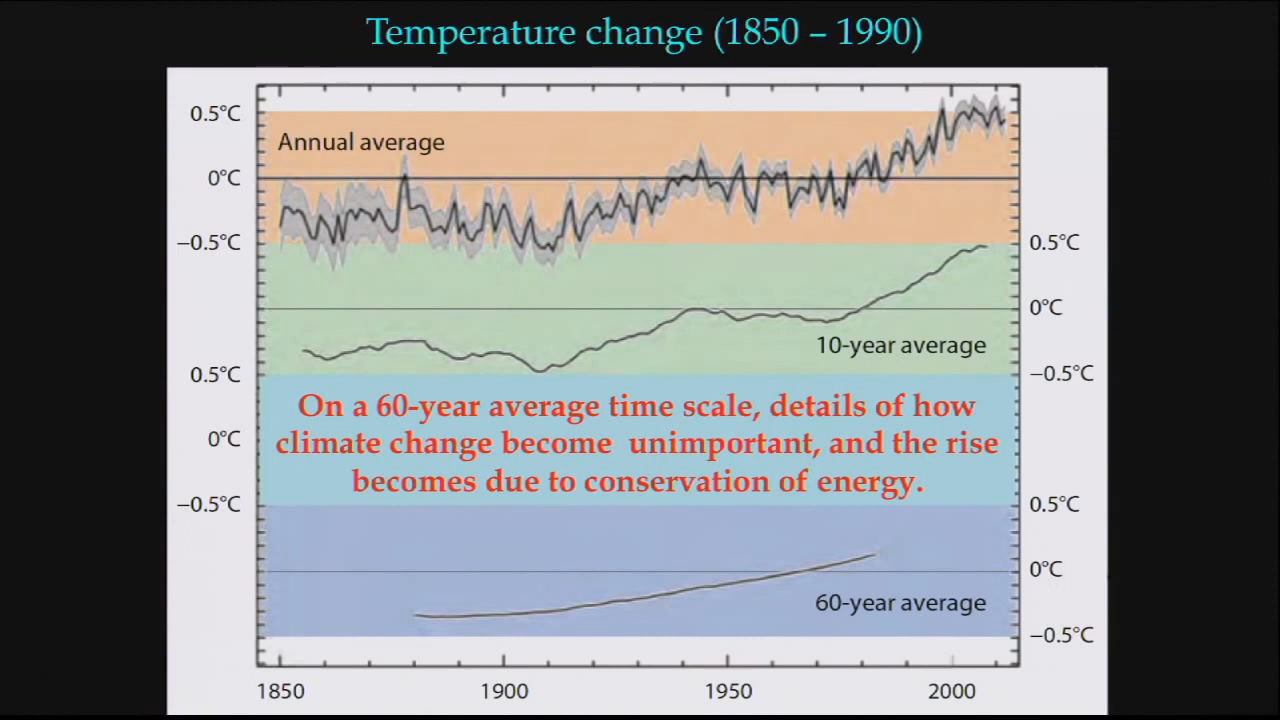 Temperature change (1850 – 1990)
0.5°C
Annual average
0°C
−0.5°C
0.5°C
0°C
10-year average
0.5°C
−0.5°C
On a 60-year average time scale, details of how
0°C
climate change become unimportant, and the rise
becomes due to conservation of energy.
−0.5°C
0.5°C
0°C
60-year average
−0.5°C
1850
1900
1950
2000